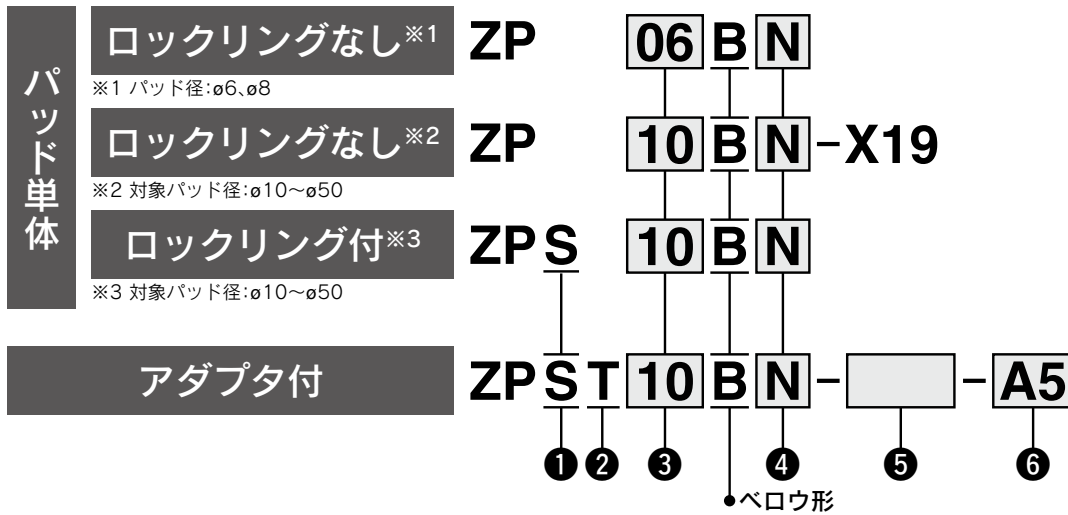 パッド単体
ロックリングなし※1 ZP 06 B N
※1 パッド径:ø6、ø8
ロックリングなし※2 ZP 10 B N -X19
※2 対象パッド径:ø10～ø50
ロックリング付※3 ZP S 10 B N
※3 対象パッド径:ø10～ø50
アダプタ付 ZP S T 10 B N - - A5
❶ ❷ ❸ ❹ ❺ ❻
ベロウ形